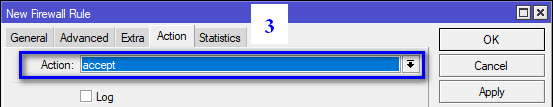 New Firewall Rule
General Advanced Extra Action Statistics 3 OK
Action: accept Cancel
Log Apply